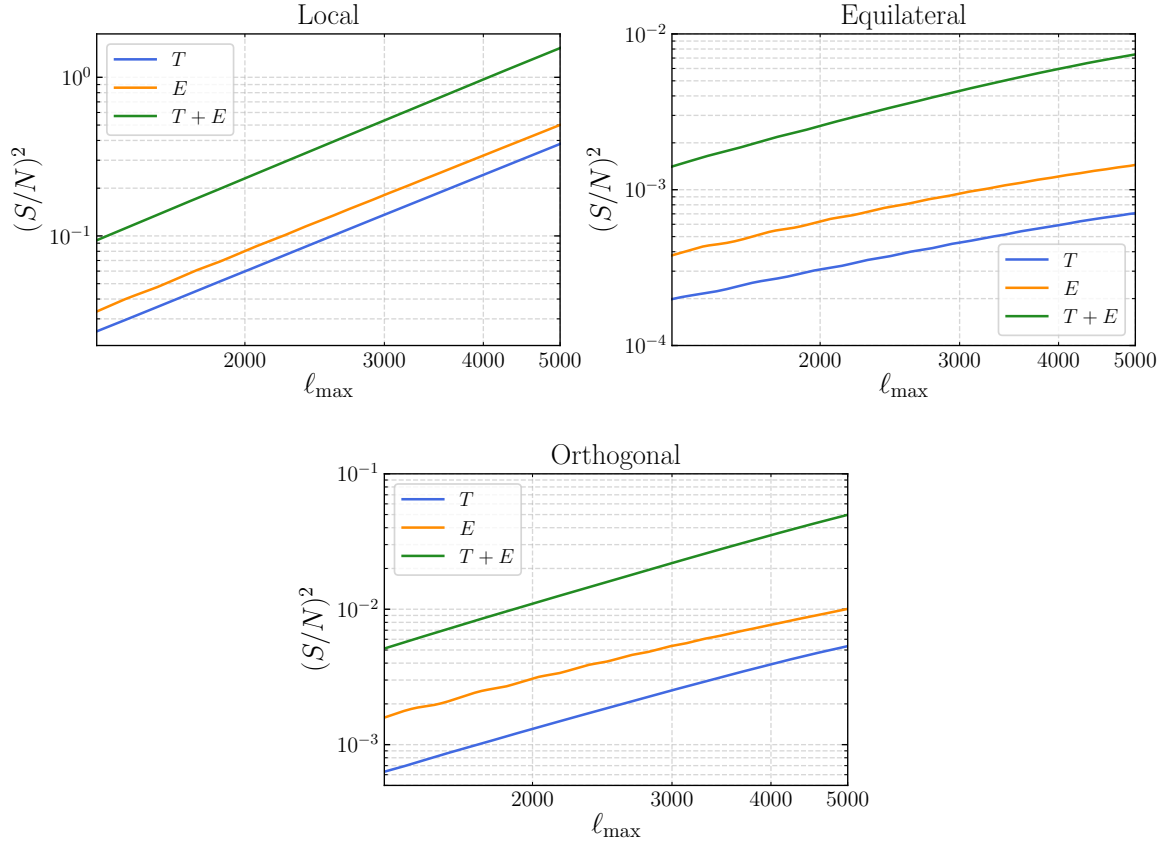 Local
T
E
T + E
10^0
10^-1
(S/N)^2
2000 3000 4000 5000
ℓ_max
Equilateral
10^-2
10^-3
10^-4
(S/N)^2
T
E
T + E
2000 3000 4000 5000
ℓ_max
Orthogonal
T
E
T + E
10^-1
10^-2
10^-3
(S/N)^2
2000 3000 4000 5000
ℓ_max